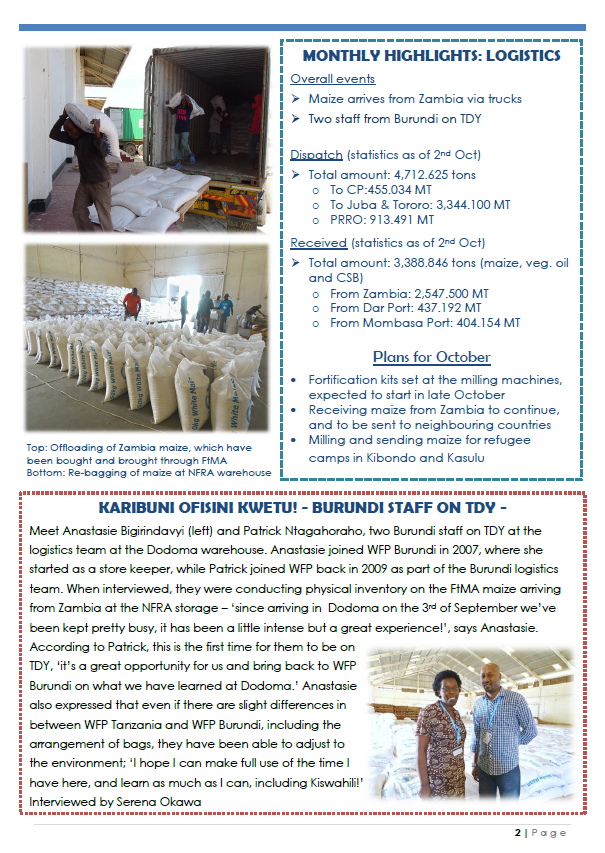 MONTHLY HIGHLIGHTS: LOGISTICS
Overall events
➢ Maize arrives from Zambia via trucks
➢ Two staff from Burundi on TDY
Dispatch (statistics as of 2nd Oct)
➢ Total amount: 4,712.625 tons
o To CP:455.034 MT
o To Juba & Tororo: 3,344.100 MT
o PRRO: 913.491 MT
Received (statistics as of 2nd Oct)
➢ Total amount: 3,388.846 tons (maize, veg. oil
and CSB)
o From Zambia: 2,547.500 MT
o From Dar Port: 437.192 MT
o From Mombasa Port: 404.154 MT
Plans for October
• Fortification kits set at the milling machines,
expected to start in late October
• Receiving maize from Zambia to continue,
and to be sent to neighbouring countries
• Milling and sending maize for refugee
camps in Kibondo and Kasulu
White Mai
White M
Top: Offloading of Zambia maize, which have
been bought and brought through FtMA
Bottom: Re-bagging of maize at NFRA warehouse
KARIBUNI OFISINI KWETU! - BURUNDI STAFF ON TDY -
Meet Anastasie Bigirindavyi (left) and Patrick Ntagahoraho, two Burundi staff on TDY at the
logistics team at the Dodoma warehouse. Anastasie joined WFP Burundi in 2007, where she
started as a store keeper, while Patrick joined WFP back in 2009 as part of the Burundi logistics
team. When interviewed, they were conducting physical inventory on the FtMA maize arriving
from Zambia at the NFRA storage – ‘since arriving in Dodoma on the 3rd of September we’ve
been kept pretty busy, it has been a little intense but a great experience!’, says Anastasie.
According to Patrick, this is the first time for them to be on
TDY, ‘it’s a great opportunity for us and bring back to WFP
Burundi on what we have learned at Dodoma.’ Anastasie
also expressed that even if there are slight differences in
between WFP Tanzania and WFP Burundi, including the
arrangement of bags, they have been able to adjust to
the environment; ‘I hope I can make full use of the time I
have here, and learn as much as I can, including Kiswahili!’
Interviewed by Serena Okawa
2 | Page